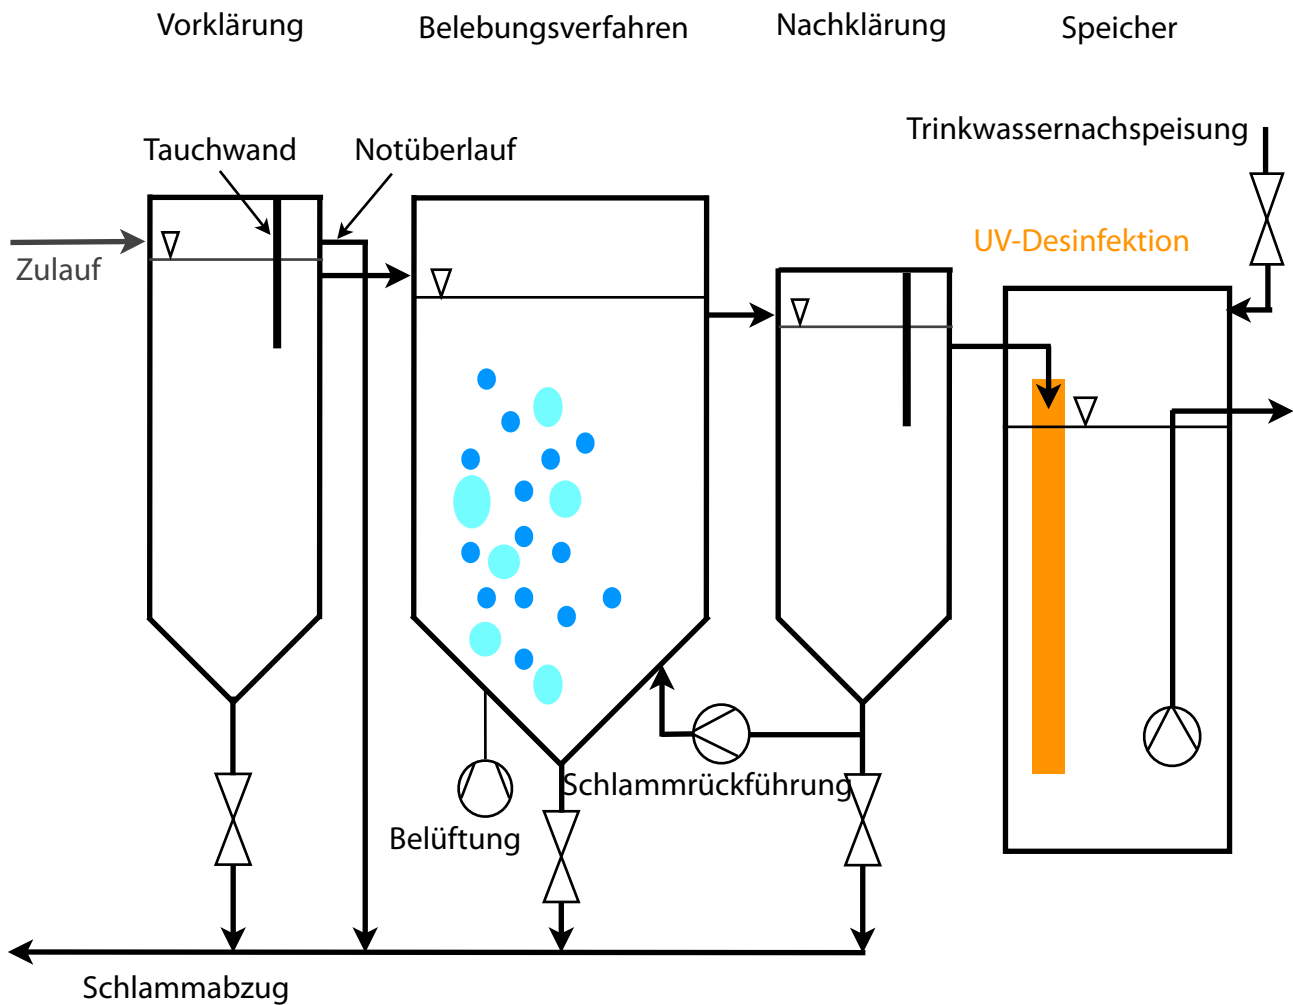 Vorklärung
Belebungsverfahren
Nachklärung
Speicher
Trinkwassernachspeisung
Tauchwand
Notüberlauf
UV-Desinfektion
Zulauf
Schlammrückführung
Belüftung
Schlammabzug